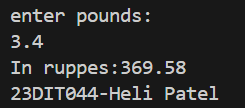 enter pounds:
3.4
In ruppes:369.58
23DIT044-Heli Patel